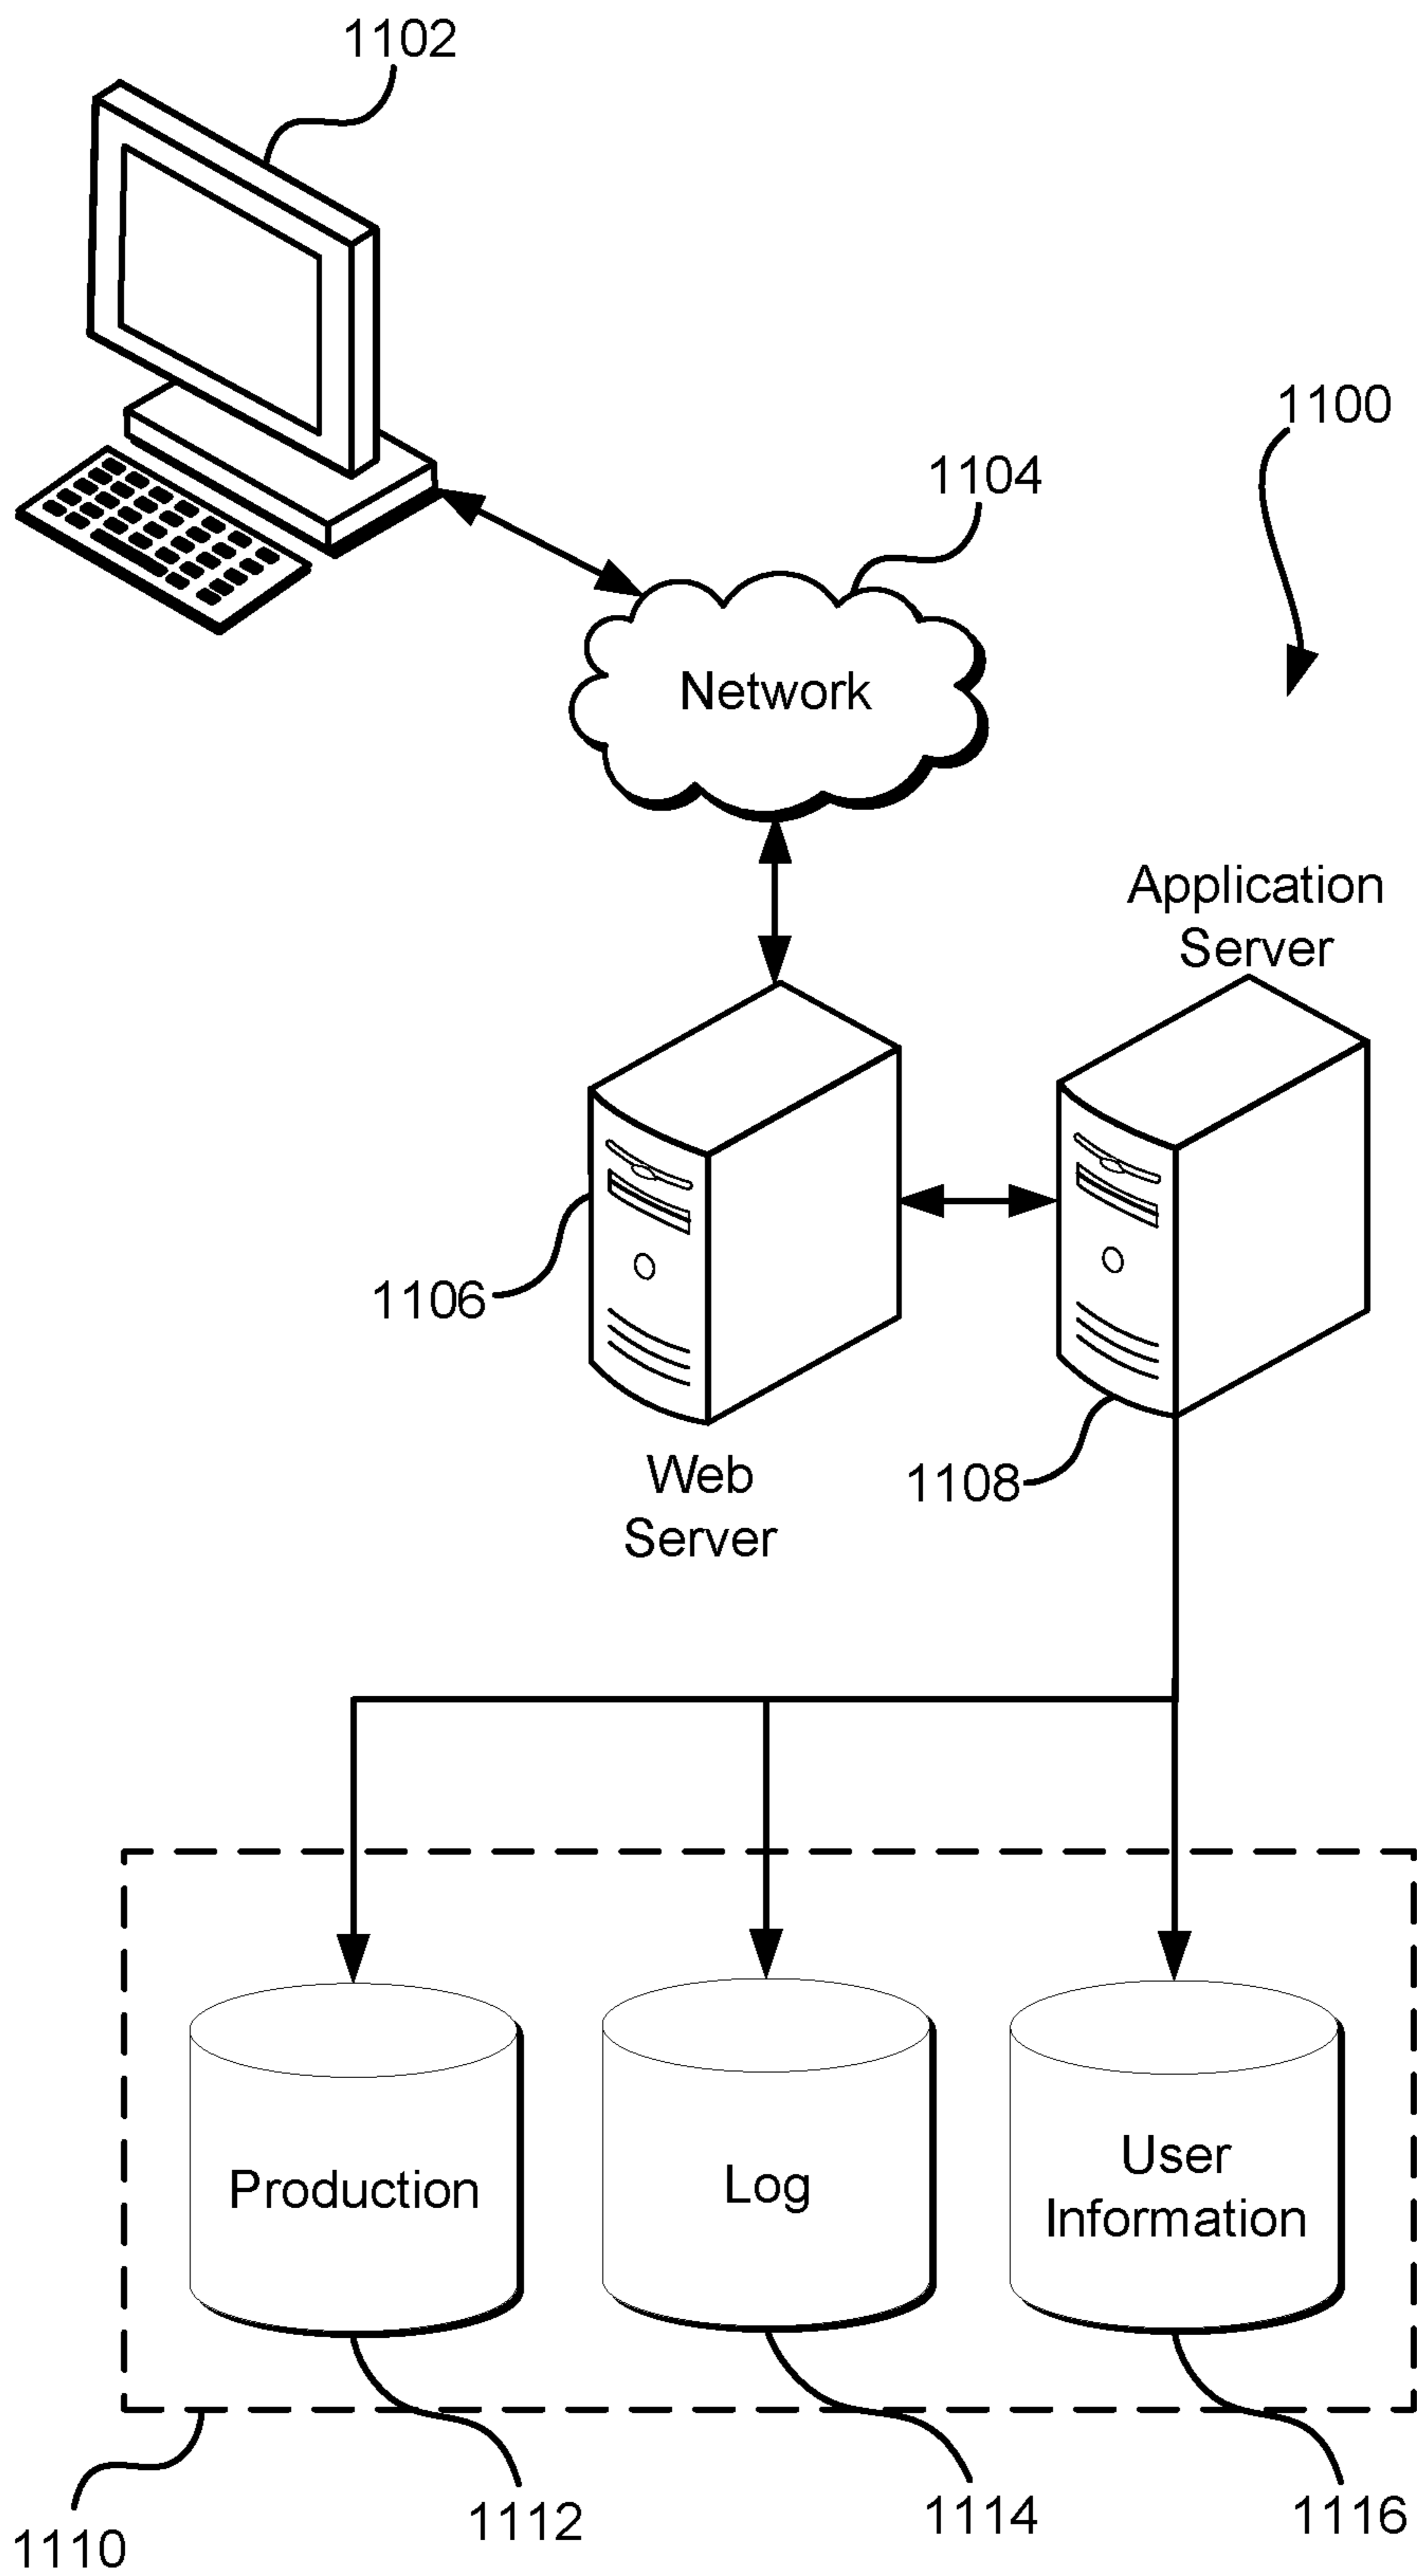 1102
1100
1104
Network
Application
Server
1106
Web
Server
1108
Production
Log
User
Information
1110
1112
1114
1116